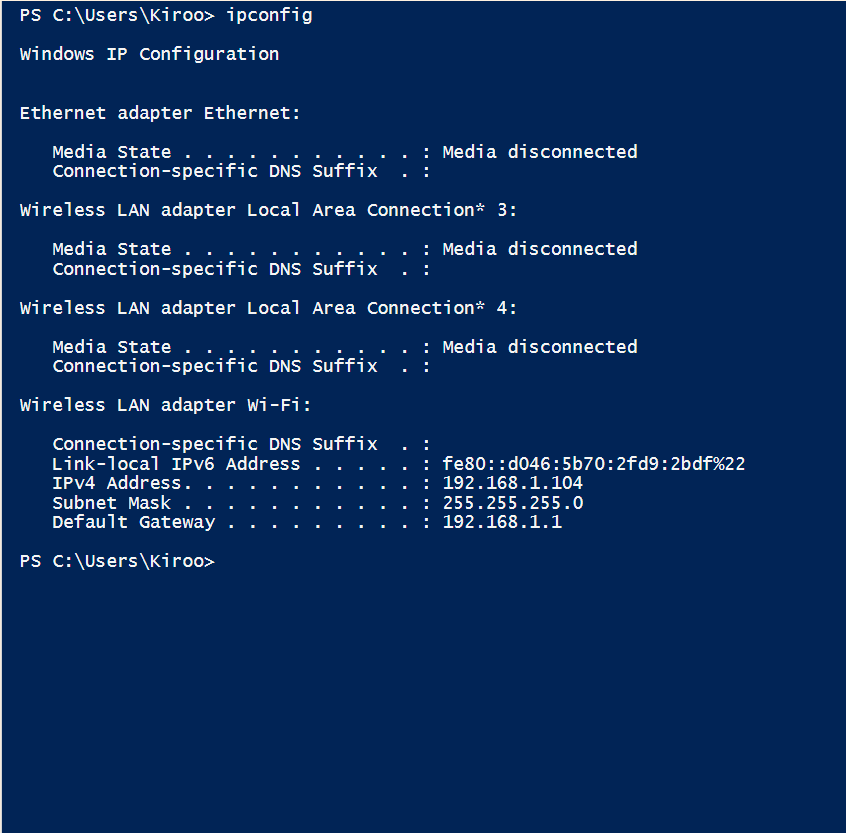 PS C:\Users\Kiroo> ipconfig
Windows IP Configuration
Ethernet adapter Ethernet:
Media State . . . . . . . . . . . : Media disconnected
Connection-specific DNS Suffix  . :
Wireless LAN adapter Local Area Connection* 3:
Media State . . . . . . . . . . . : Media disconnected
Connection-specific DNS Suffix  . :
Wireless LAN adapter Local Area Connection* 4:
Media State . . . . . . . . . . . : Media disconnected
Connection-specific DNS Suffix  . :
Wireless LAN adapter Wi-Fi:
Connection-specific DNS Suffix  . :
Link-local IPv6 Address . . . . . : fe80::d046:5b70:2fd9:2bdf%22
IPv4 Address. . . . . . . . . . . : 192.168.1.104
Subnet Mask . . . . . . . . . . . : 255.255.255.0
Default Gateway . . . . . . . . . : 192.168.1.1
PS C:\Users\Kiroo>